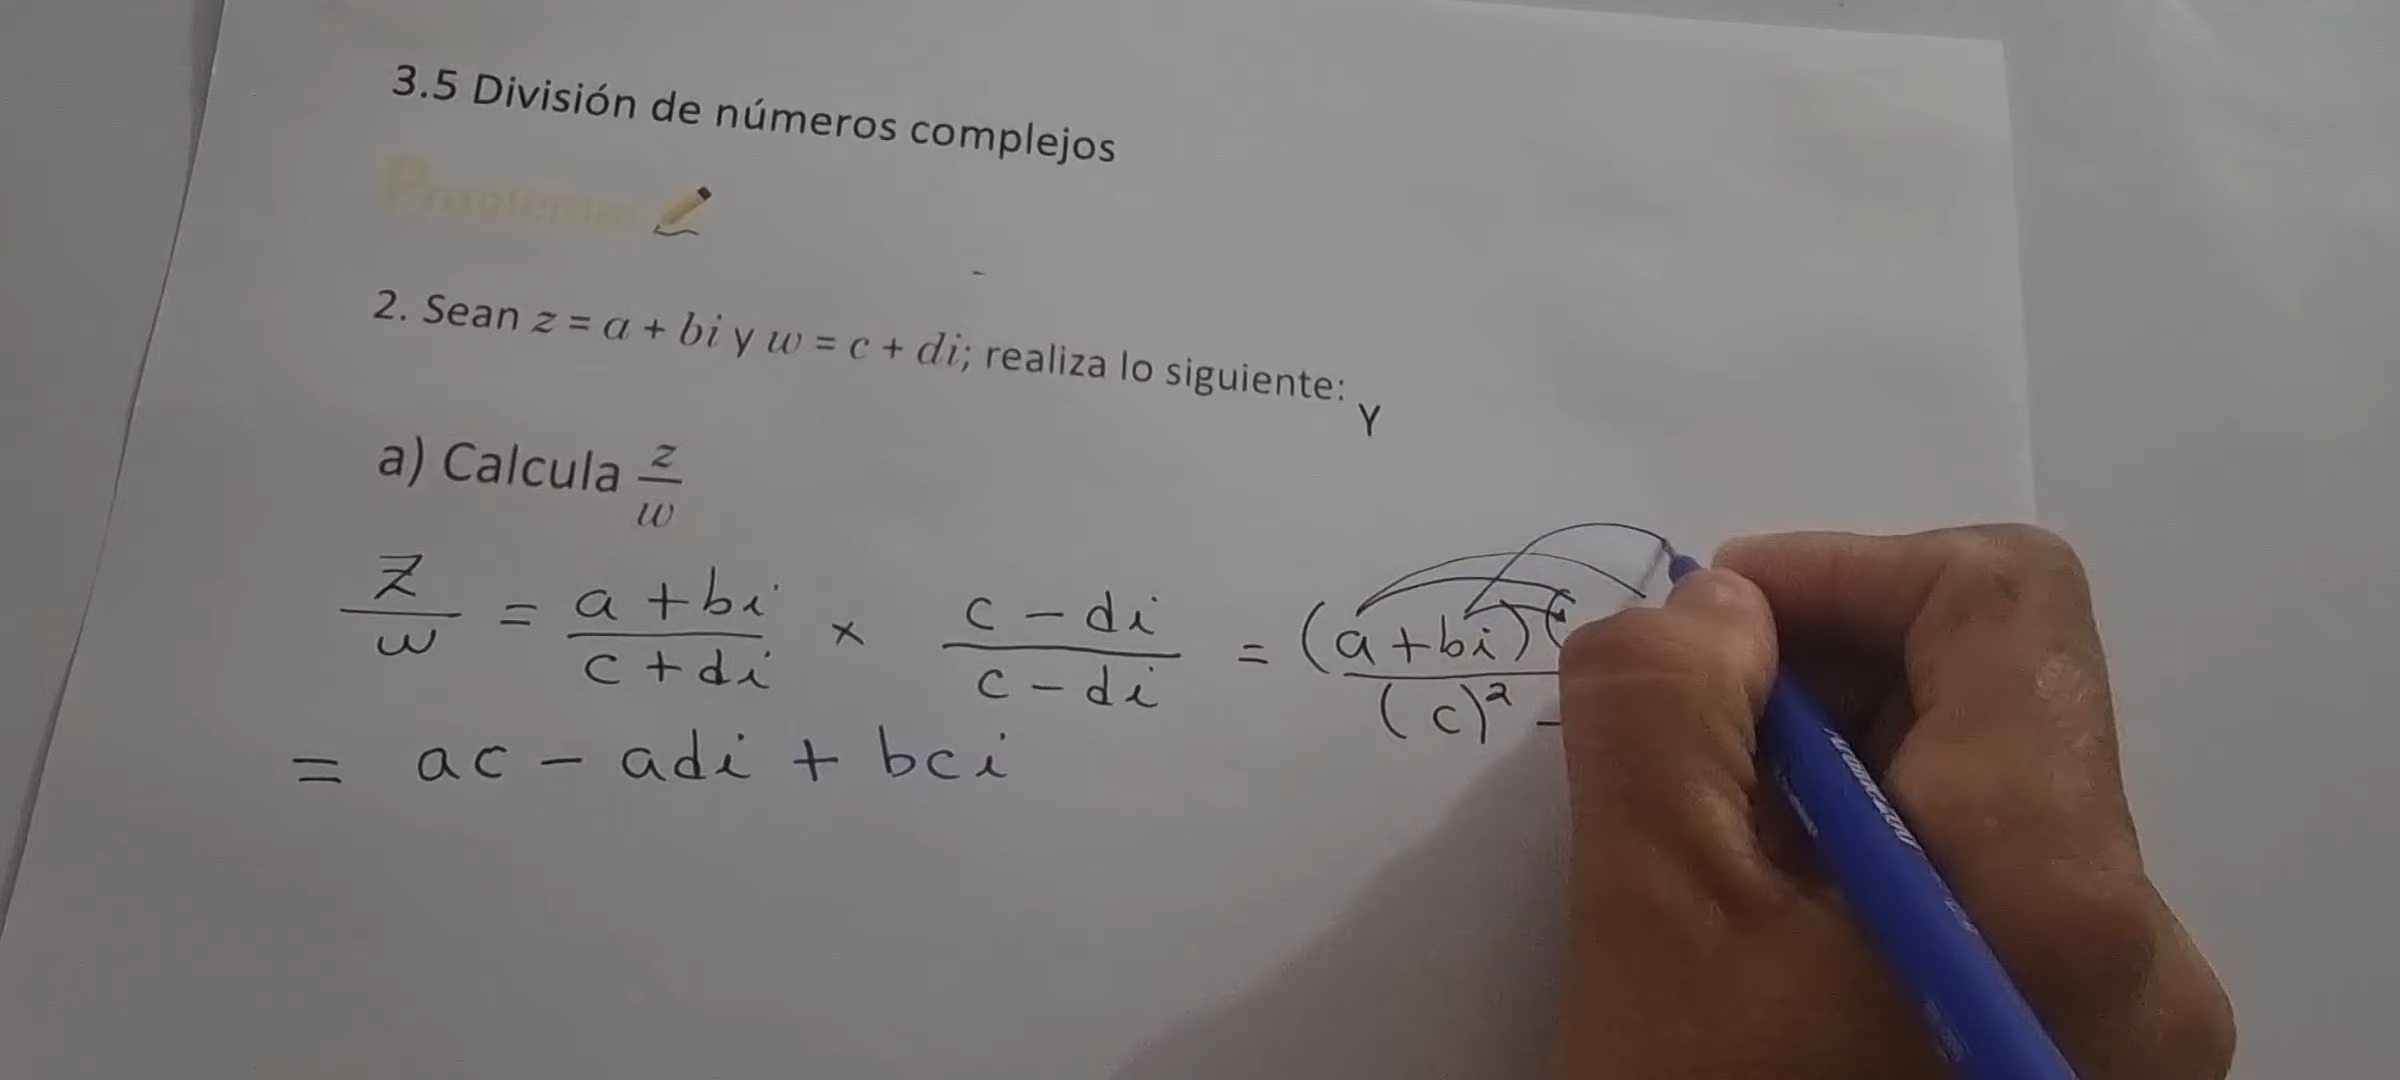 3.5 División de números complejos
Problemas
2. Sean z = a + bi y w = c + di; realiza lo siguiente: Y
a) Calcula z/w
z/w = a + bi/c + di × c - di/c - di = (a + bi)(/(c)² -
= ac - adi + bci